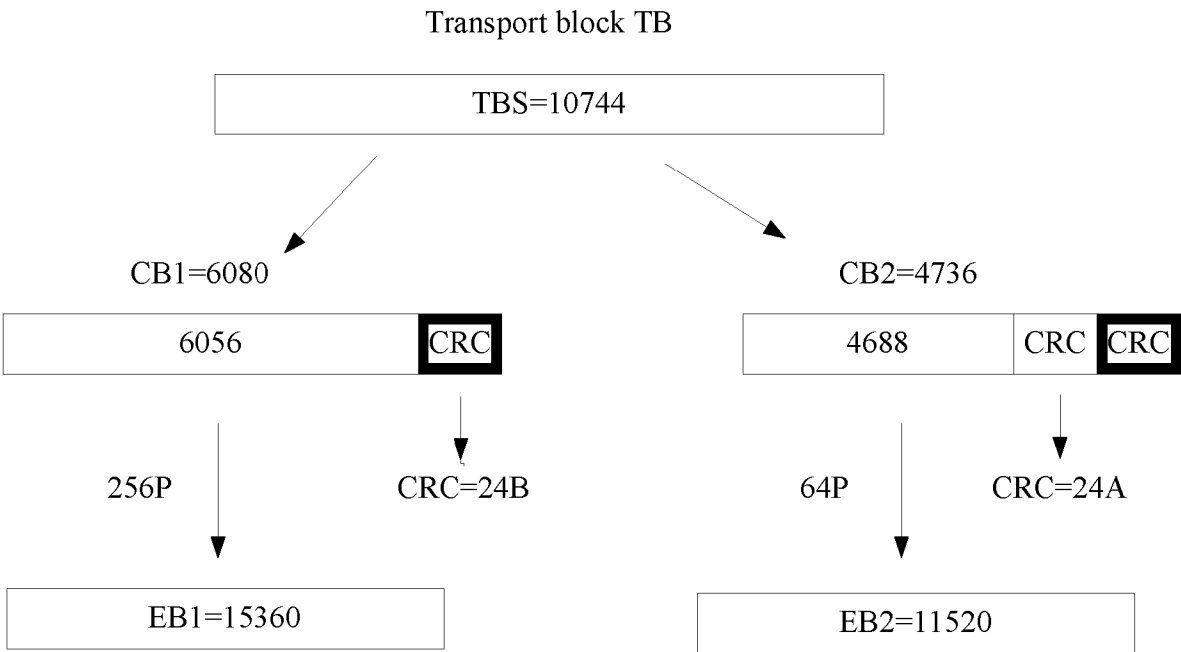 Transport block TB
TBS=10744
CB1=6080
CB2=4736
6056
CRC
4688
CRC
CRC
256P
CRC=24B
64P
CRC=24A
EB1=15360
EB2=11520